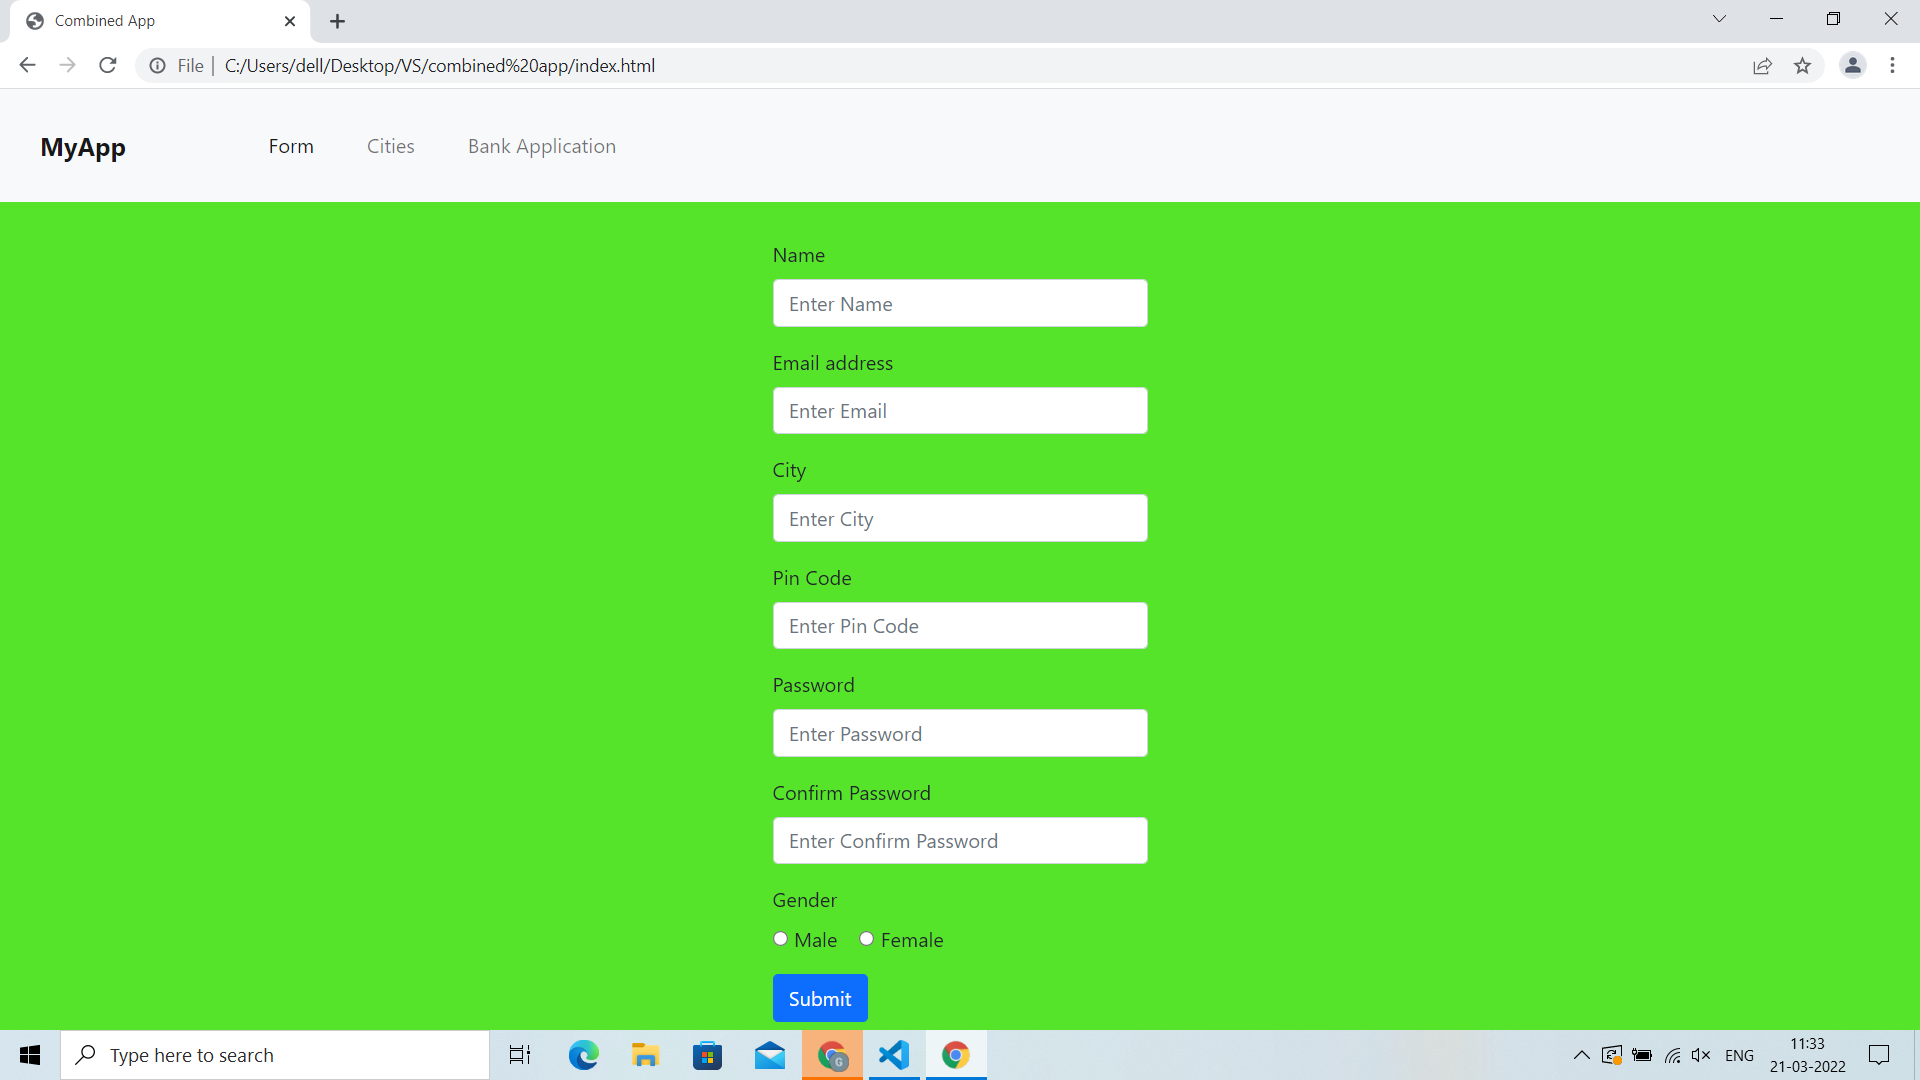 Combined App
File | C:/Users/dell/Desktop/VS/combined%20app/index.html
MyApp Form Cities Bank Application
Name
Enter Name
Email address
Enter Email
City
Enter City
Pin Code
Enter Pin Code
Password
Enter Password
Confirm Password
Enter Confirm Password
Gender
Male Female
Submit
Type here to search
G
ENG
11:33
21-03-2022